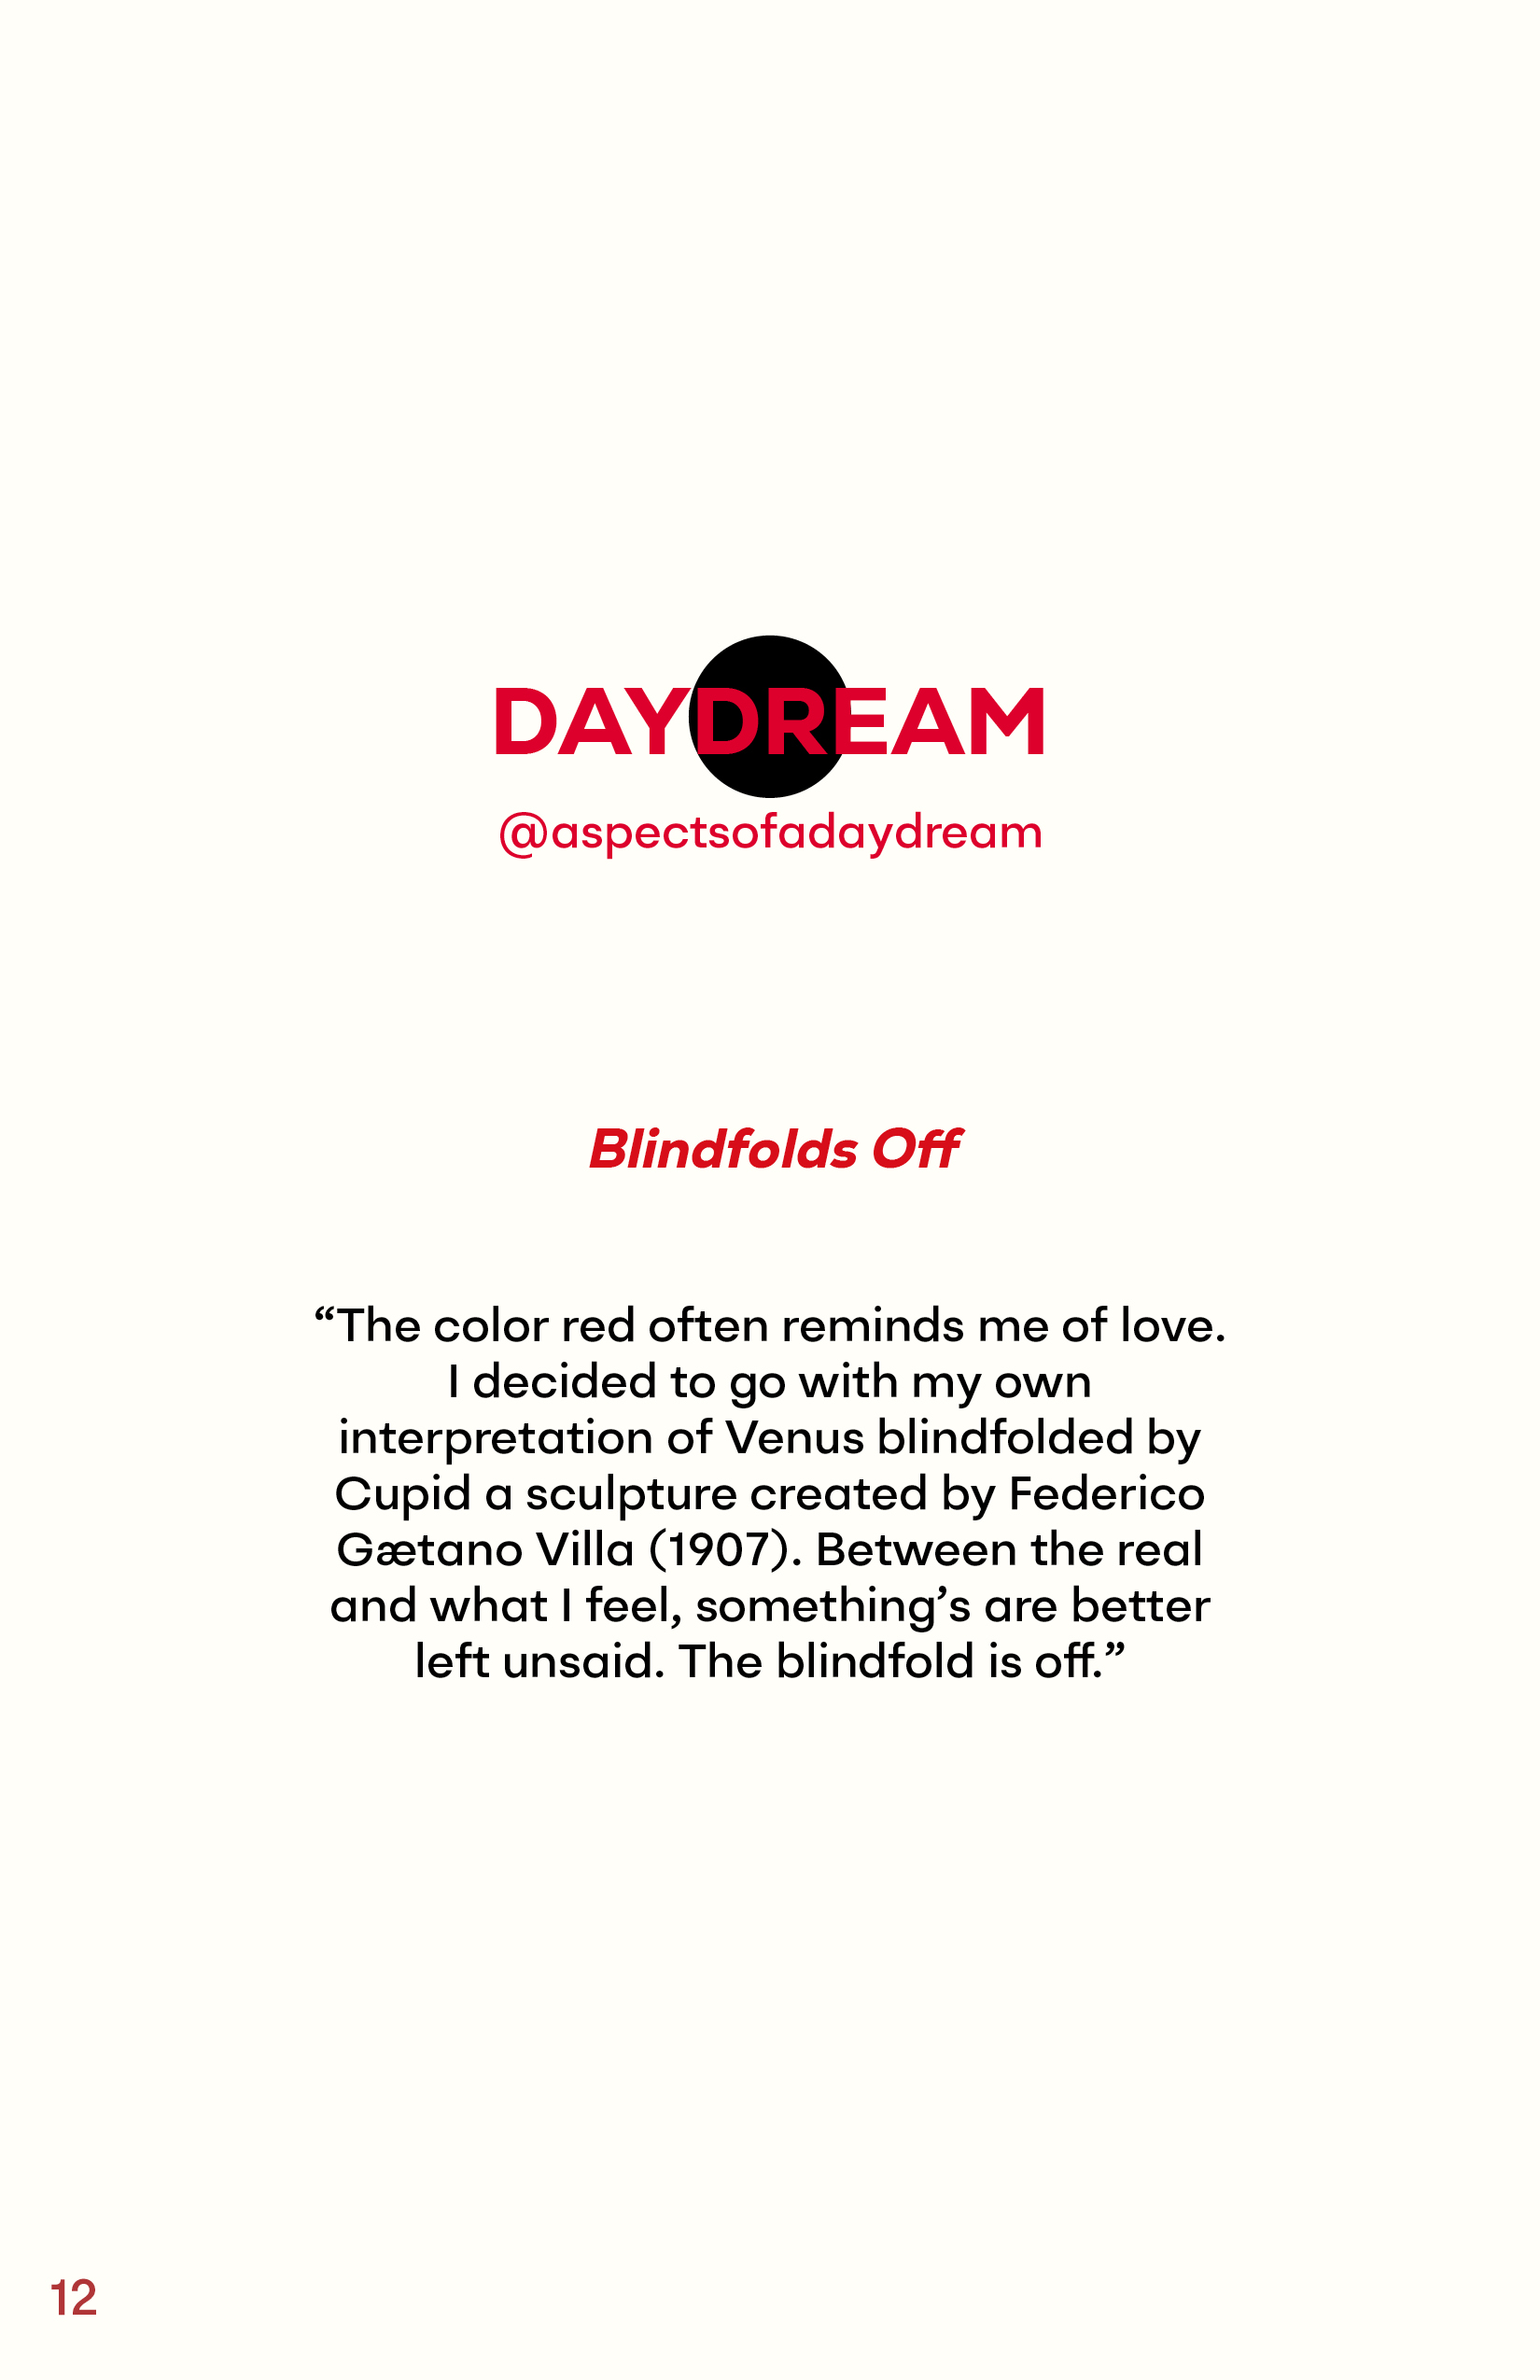 DAYDREAM
@aspectsofadaydream
Blindfolds Off
“The color red often reminds me of love.
I decided to go with my own
interpretation of Venus blindfolded by
Cupid a sculpture created by Federico
Gætano Villa (1907). Between the real
and what I feel, something’s are better
left unsaid. The blindfold is off.”
12